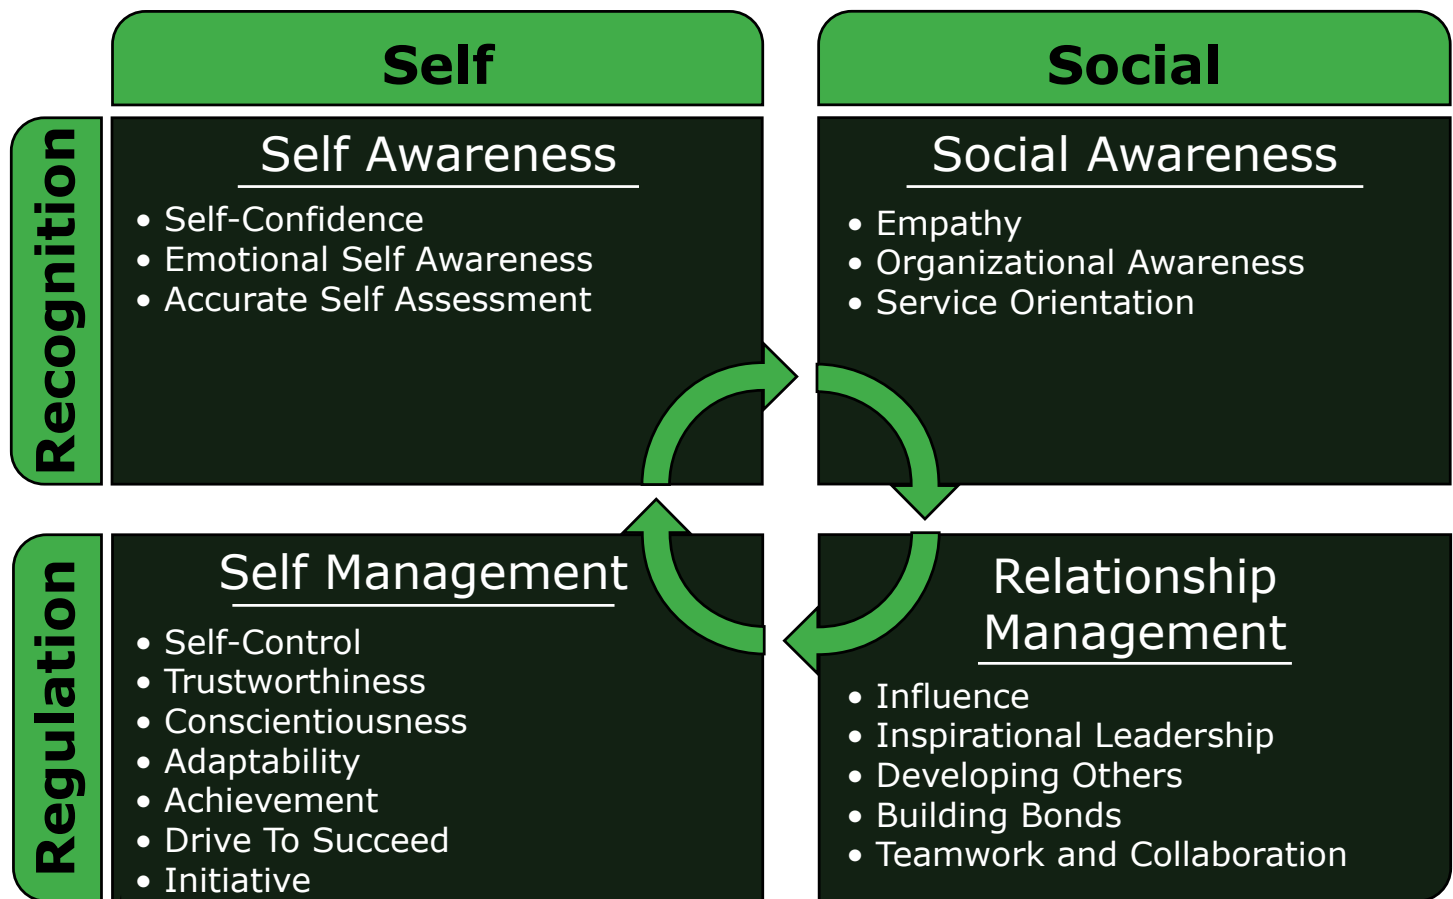 Self
Social
Recognition
Self Awareness
• Self-Confidence
• Emotional Self Awareness
• Accurate Self Assessment
Social Awareness
• Empathy
• Organizational Awareness
• Service Orientation
Regulation
Self Management
• Self-Control
• Trustworthiness
• Conscientiousness
• Adaptability
• Achievement
• Drive To Succeed
• Initiative
Relationship
Management
• Influence
• Inspirational Leadership
• Developing Others
• Building Bonds
• Teamwork and Collaboration